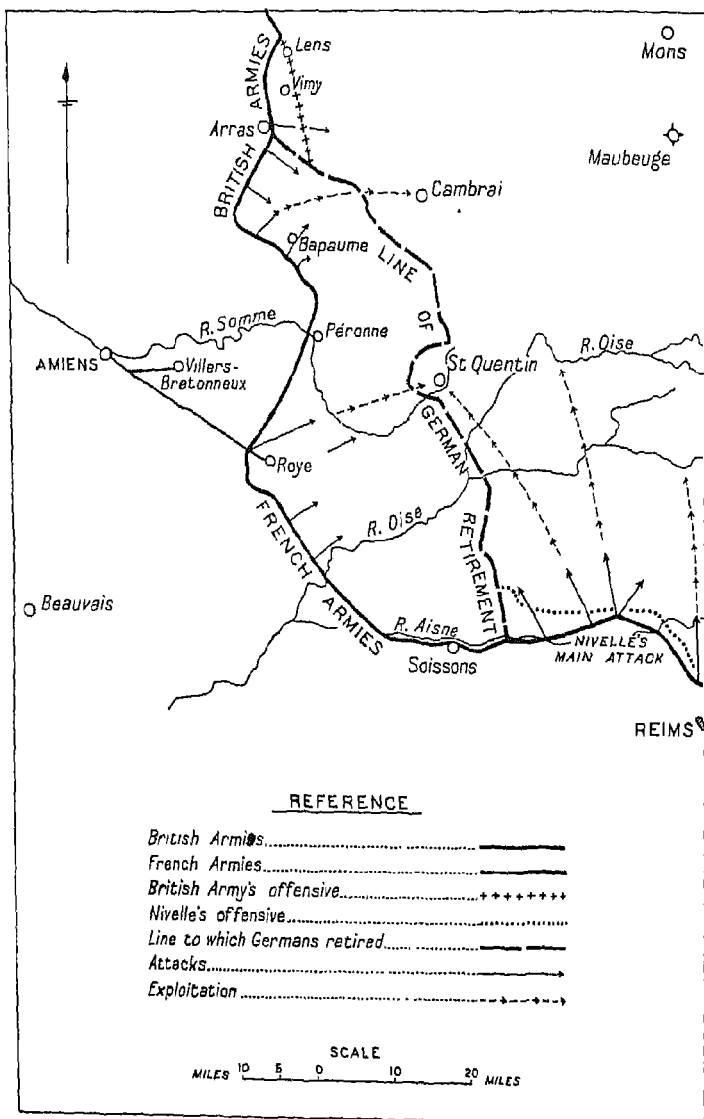 Lens
Mons
Vimy
BRITISH ARMIES
Arras
Maubeuge
Cambrai
Bapaume
LINE OF GERMAN RETIREMENT
R. Somme
Péronne
R. Oise
AMIENS
Villers-
Bretonneux
St Quentin
Roye
R. Oise
FRENCH ARMIES
Beauvais
R. Aisne
Soissons
NIVELLE'S
MAIN ATTACK
REIMS
REFERENCE
British Armies
French Armies
British Army's offensive
Nivelle's offensive
Line to which Germans retired
Attacks
Exploitation
SCALE
MILES 10 5 0 10 20 MILES